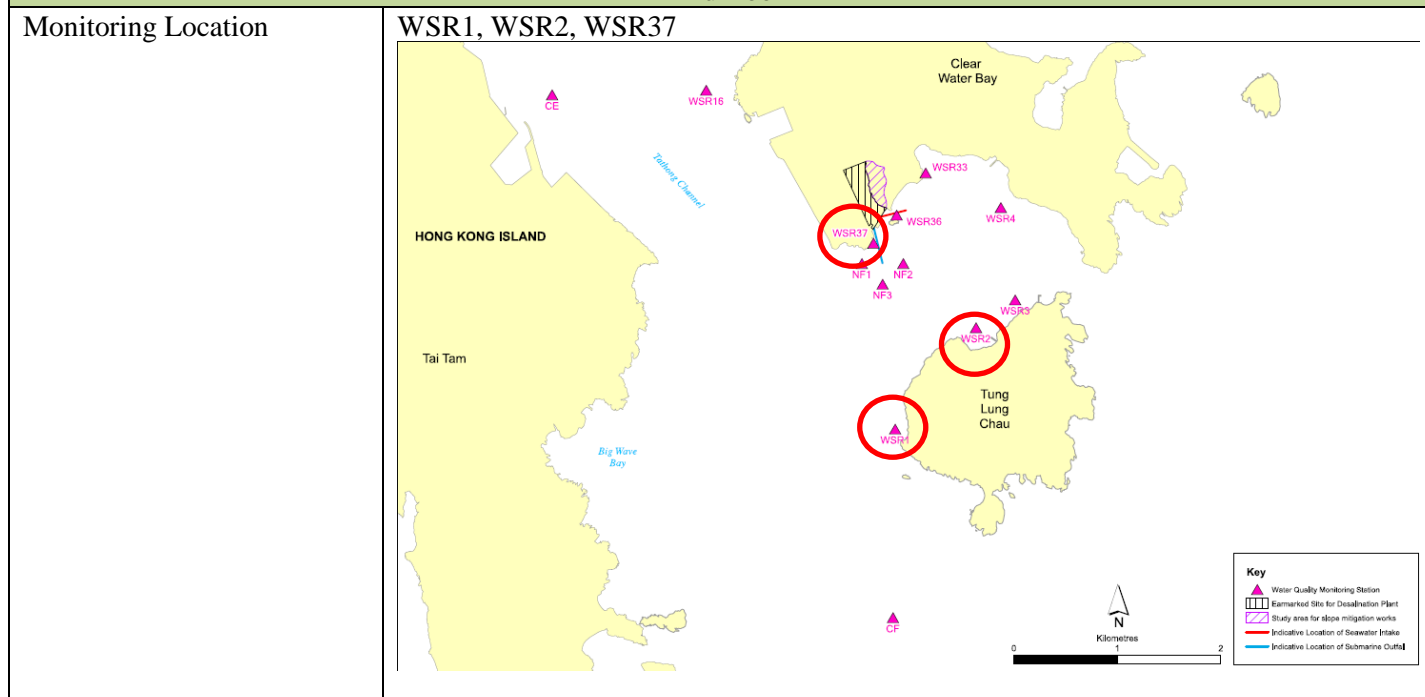 Monitoring Location
WSR1, WSR2, WSR37
Clear
Water Bay
CE
WSR16
Tathong Channel
WSR33
WSR36
WSR4
HONG KONG ISLAND
WSR37
NF1
NF2
NF3
WSR3
WSR2
Tai Tam
Tung
Lung
Chau
WSR1
Big Wave
Bay
CF
N
Kilometres
0
1
2
Key
Water Quality Monitoring Station
Earmarked Site for Desalination Plant
Study area for slope mitigation works
Indicative Location of Seawater Intake
Indicative Location of Submarine Outfall